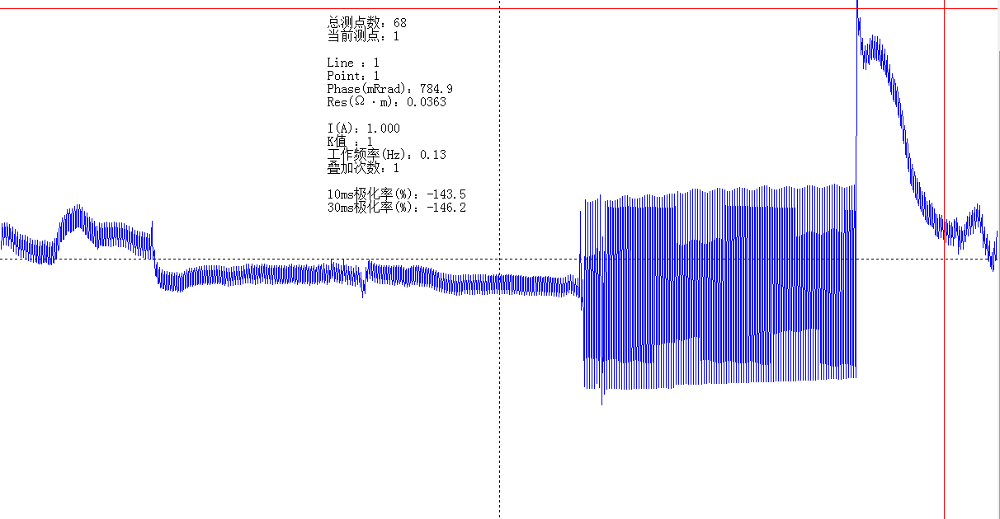 总测点数: 68
当前测点: 1
Line : 1
Point: 1
Phase(mRrad): 784.9
Res(Ω·m): 0.0363
I(A): 1.000
K值 : 1
工作频率(Hz): 0.13
叠加次数: 1
10ms极化率(%): -143.5
30ms极化率(%): -146.2